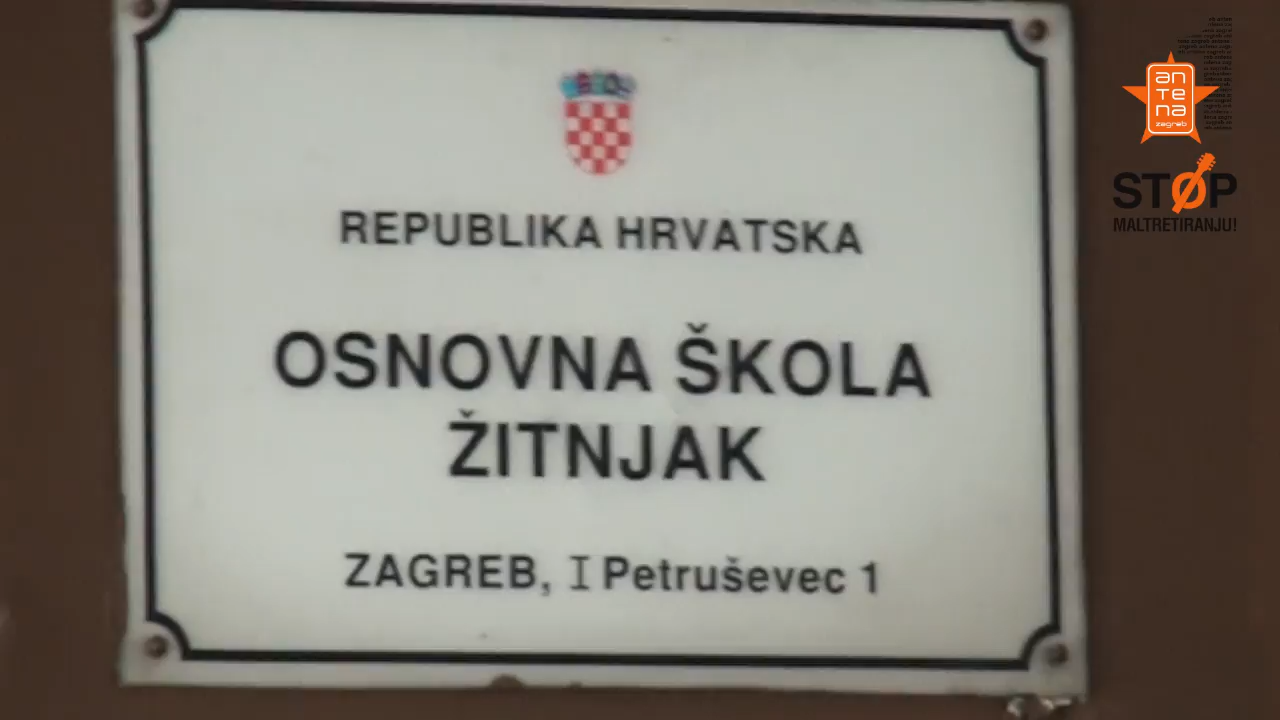 REPUBLIKA HRVATSKA
OSNOVNA ŠKOLA
ŽITNJAK
ZAGREB, I Petruševec 1
an
te
na
zagreb
STOP
MALTRETIRANJU!